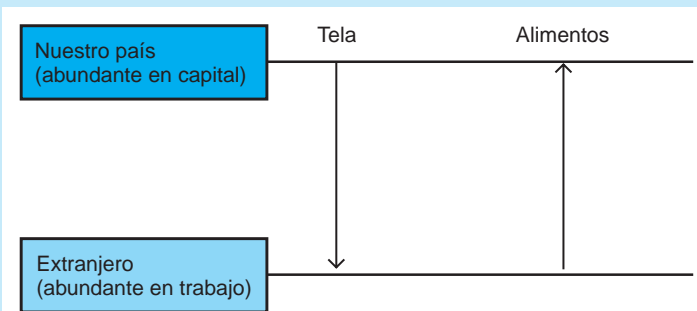 Tela
Alimentos
Nuestro país
(abundante en capital)
Extranjero
(abundante en trabajo)